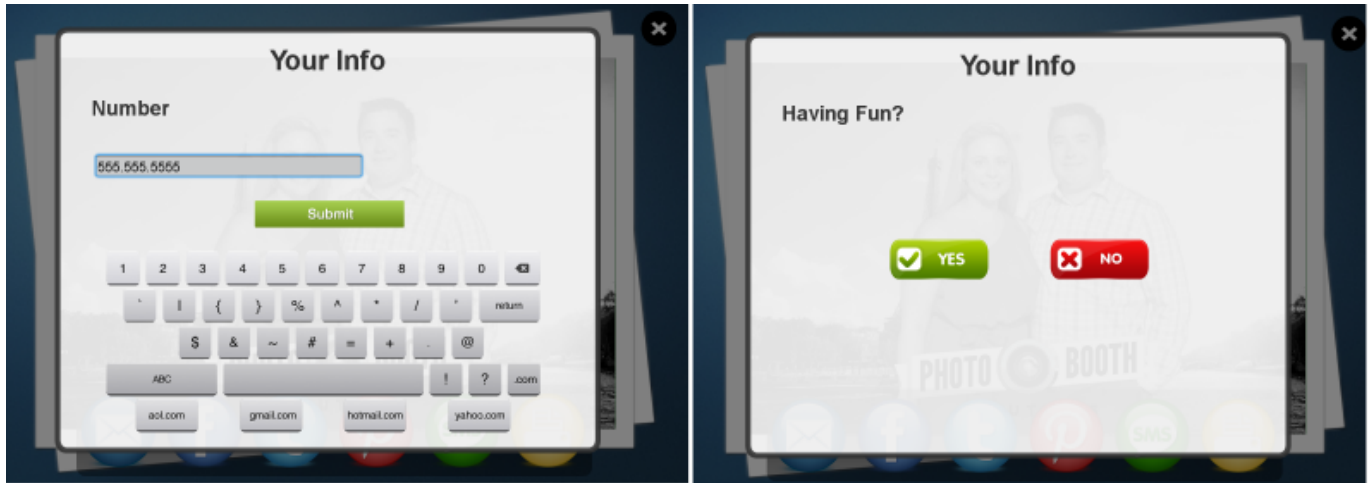 Your Info
Number
555.555.5555
Submit
1 2 3 4 5 6 7 8 9 0
` | { } % ^ * / ' return
$ & ~ # = + . @
ABC ! ? .com
aol.com gmail.com hotmail.com yahoo.com
Your Info
Having Fun?
YES NO
PHOTO BOOTH
SMS